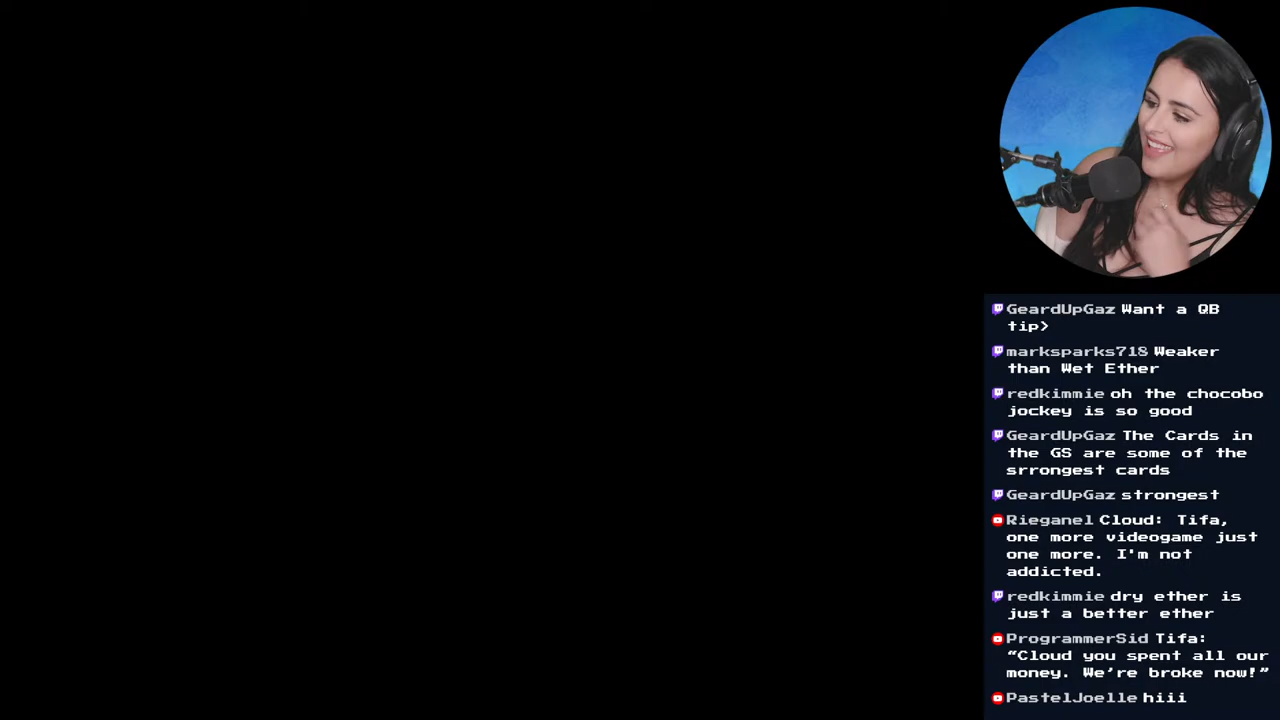 GeardUpGaz Want a QB
tip>
marksparks718 Weaker
than Wet Ether
redkimmie oh the chocobo
jockey is so good
GeardUpGaz The Cards in
the GS are some of the
srrongest cards
GeardUpGaz strongest
Rieganel Cloud: Tifa,
one more videogame just
one more. I'm not
addicted.
redkimmie dry ether is
just a better ether
ProgrammerSid Tifa:
“Cloud you spent all our
money. We’re broke now!”
PastelJoelle hiii